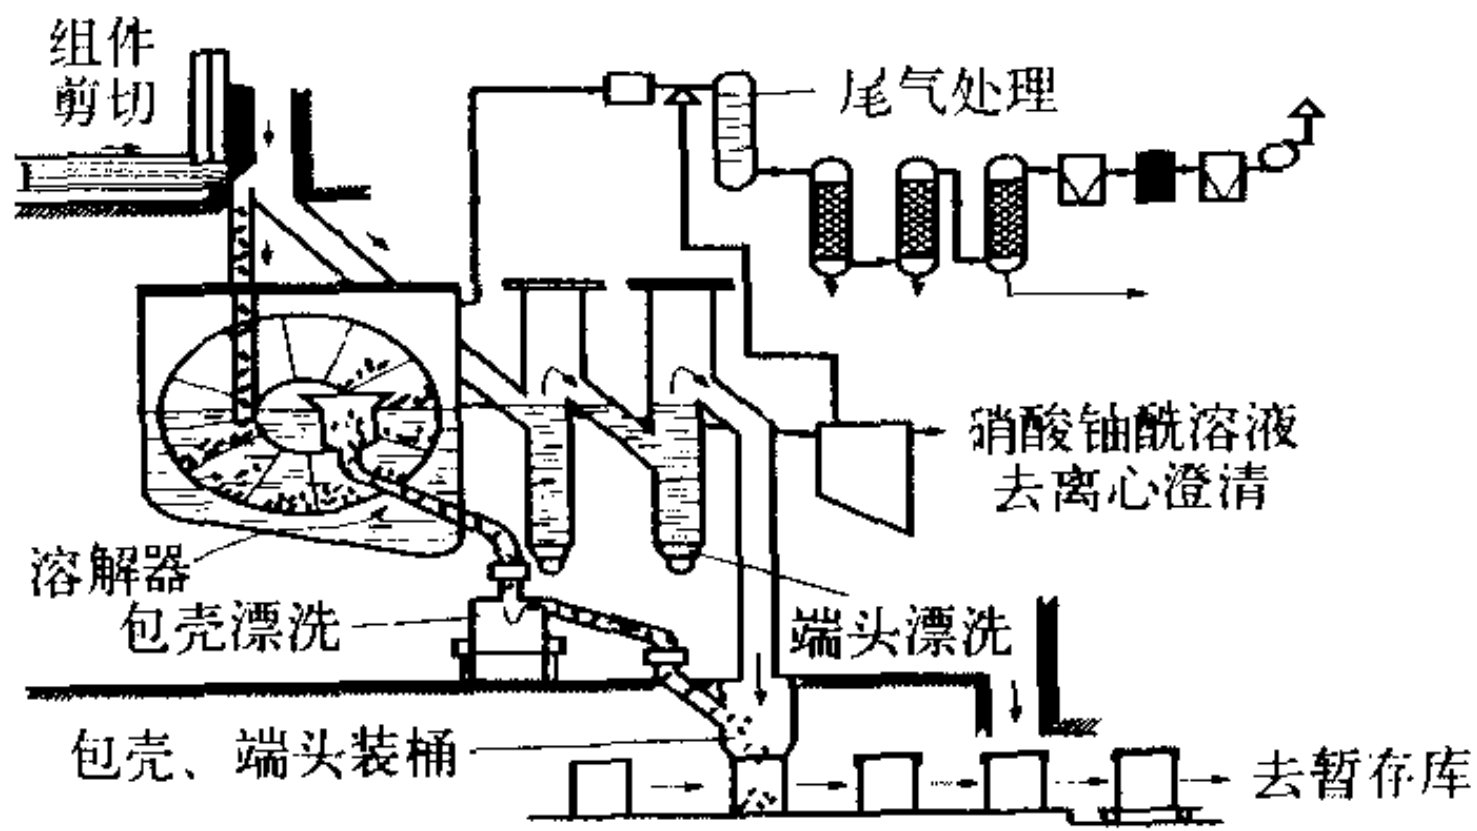 组件
剪切
尾气处理
硝酸铀酰溶液
去离心澄清
溶解器
包壳漂洗
端头漂洗
包壳、端头装桶
去暂存库